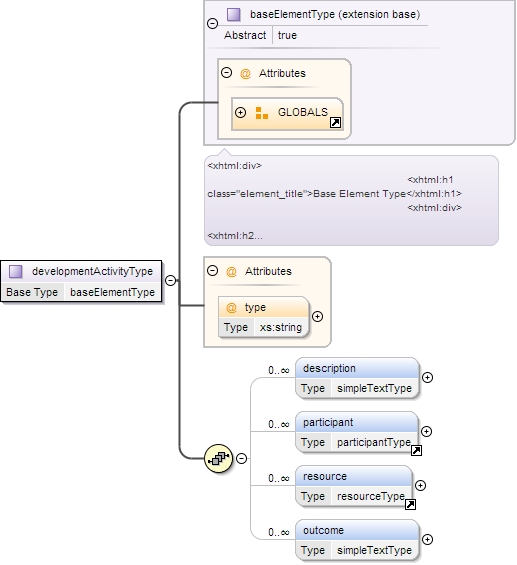 baseElementType (extension base)
Abstract true
@ Attributes
GLOBALS
<xhtml:div>
<xhtml:h1
class="element_title">Base Element Type</xhtml:h1>
<xhtml:div>
<xhtml:h2...
developmentActivityType
Base Type baseElementType
@ Attributes
@ type
Type xs:string
0..∞ description
Type simpleTextType
0..∞ participant
Type participantType
0..∞ resource
Type resourceType
0..∞ outcome
Type simpleTextType